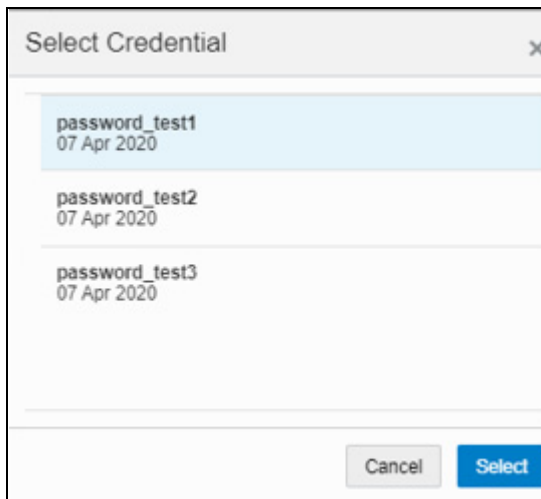 Select Credential
password_test1
07 Apr 2020
password_test2
07 Apr 2020
password_test3
07 Apr 2020
Cancel
Select